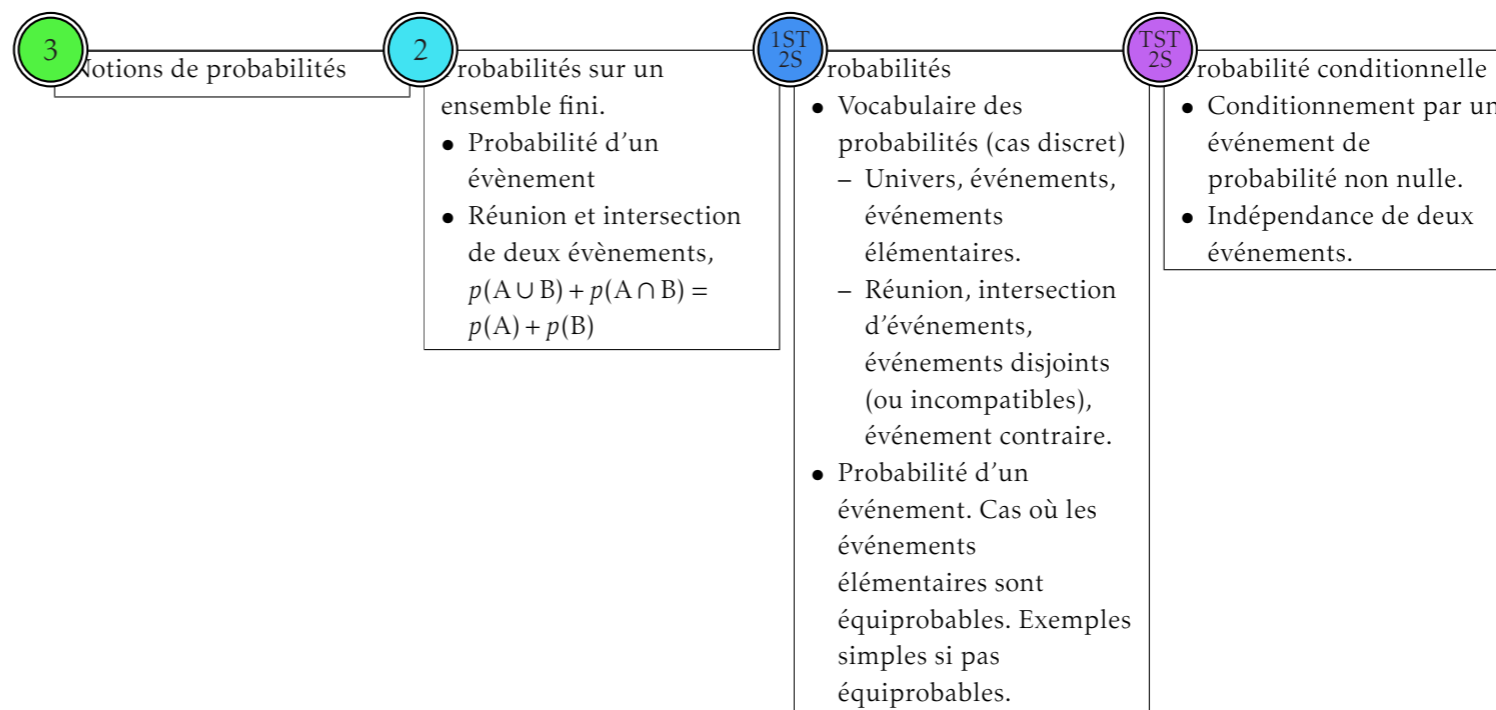 3
Notions de probabilités
2
Probabilités sur un
ensemble fini.
• Probabilité d'un
évènement
• Réunion et intersection
de deux évènements,
p(A ∪ B) + p(A ∩ B) =
p(A) + p(B)
1ST
2S
Probabilités
• Vocabulaire des
probabilités (cas discret)
– Univers, événements,
événements
élémentaires.
– Réunion, intersection
d'événements,
événements disjoints
(ou incompatibles),
événement contraire.
• Probabilité d'un
événement. Cas où les
événements
élémentaires sont
équiprobables. Exemples
simples si pas
équiprobables.
TST
2S
Probabilité conditionnelle
• Conditionnement par un
événement de
probabilité non nulle.
• Indépendance de deux
événements.